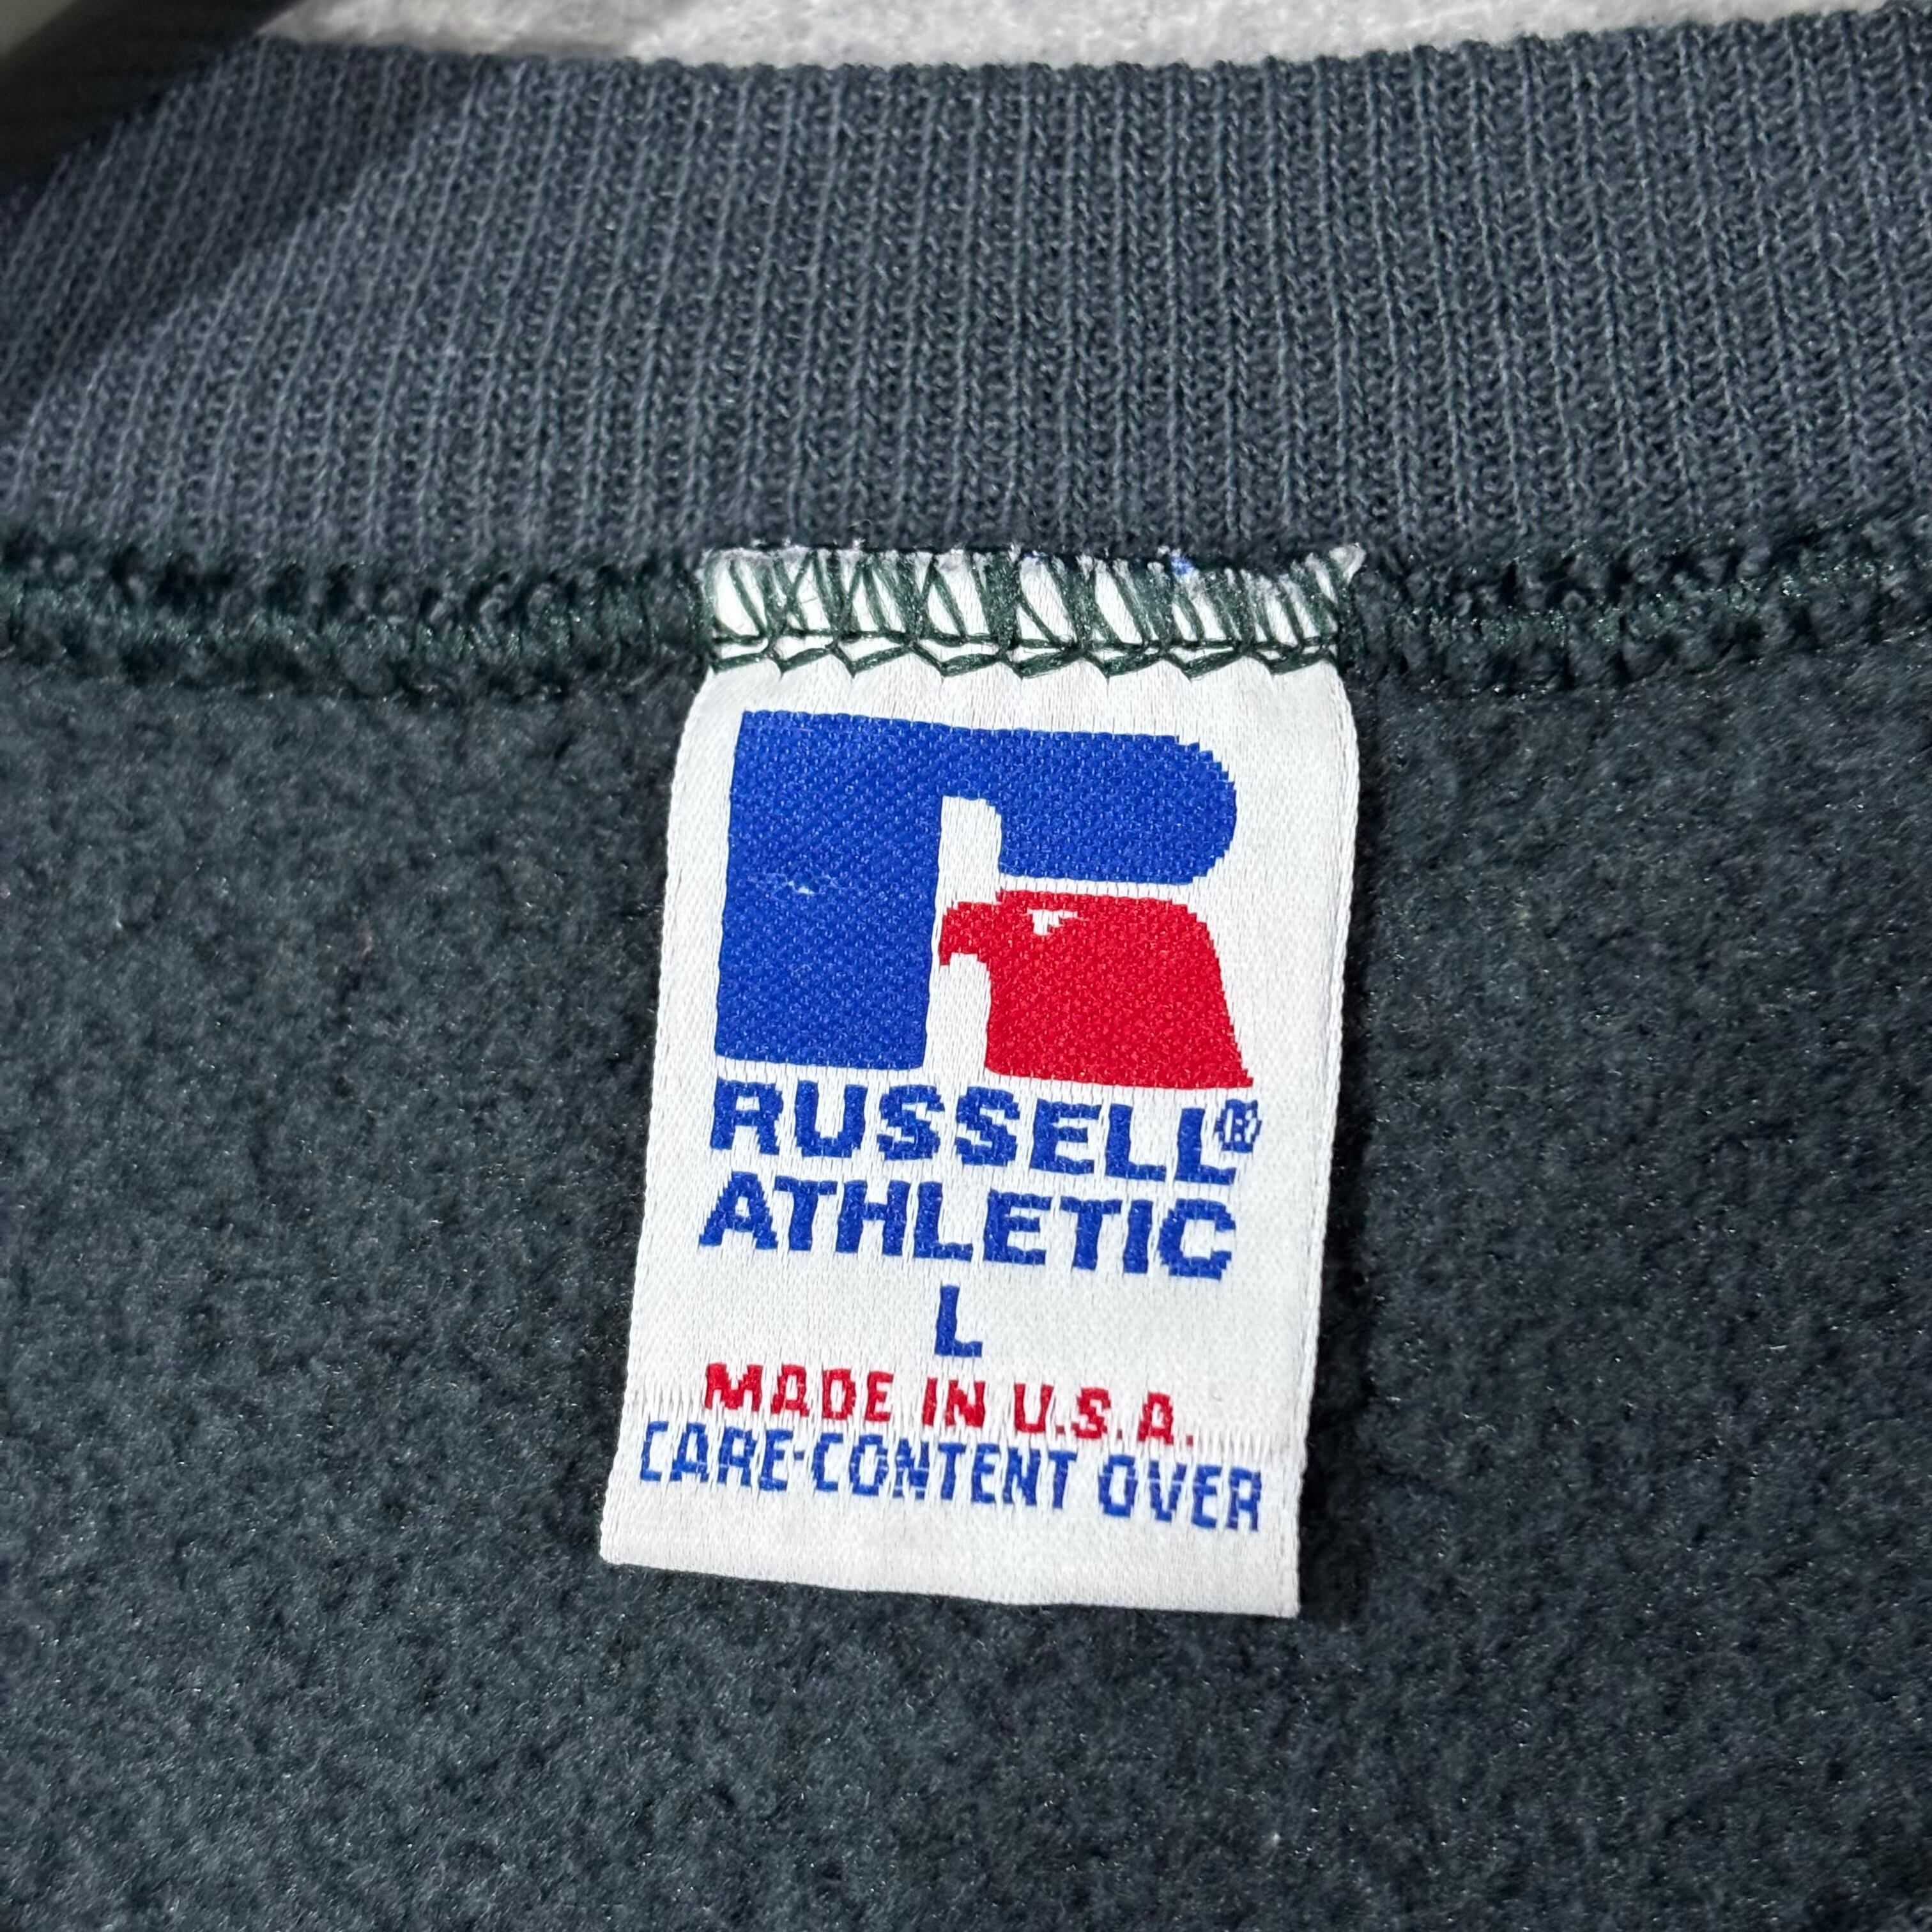 R
RUSSELL®
ATHLETIC
L
MADE IN U.S.A.
CARE-CONTENT OVER